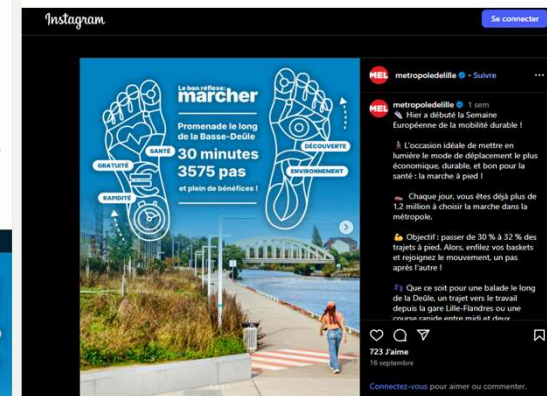 Instagram
Se connecter
Le bon réflexe:
marcher
Promenade le long
de la Basse-Deûle
30 minutes
3575 pas
et plein de bénéfices !
SANTÉ
GRATUITÉ
RAPIDITÉ
DÉCOUVERTE
ENVIRONNEMENT
MEL metropoledelille • Suivre
MEL metropoledelille 1 sem
Hier a débuté la Semaine
Européenne de la mobilité durable !
L'occasion idéale de mettre en
lumière le mode de déplacement le plus
économique, durable, et bon pour la
santé : la marche à pied !
Chaque jour, vous êtes déjà plus de
1,2 million à choisir la marche dans la
métropole.
Objectif : passer de 30 % à 32 % des
trajets à pied. Alors, enfilez vos baskets
et rejoignez le mouvement, un pas
après l'autre !
Que ce soit pour une balade le long
de la Deûle, un trajet vers le travail
depuis la gare Lille-Flandres ou une
course rapide entre midi et deux
723 J'aime
16 septembre
Connectez-vous pour aimer ou commenter.